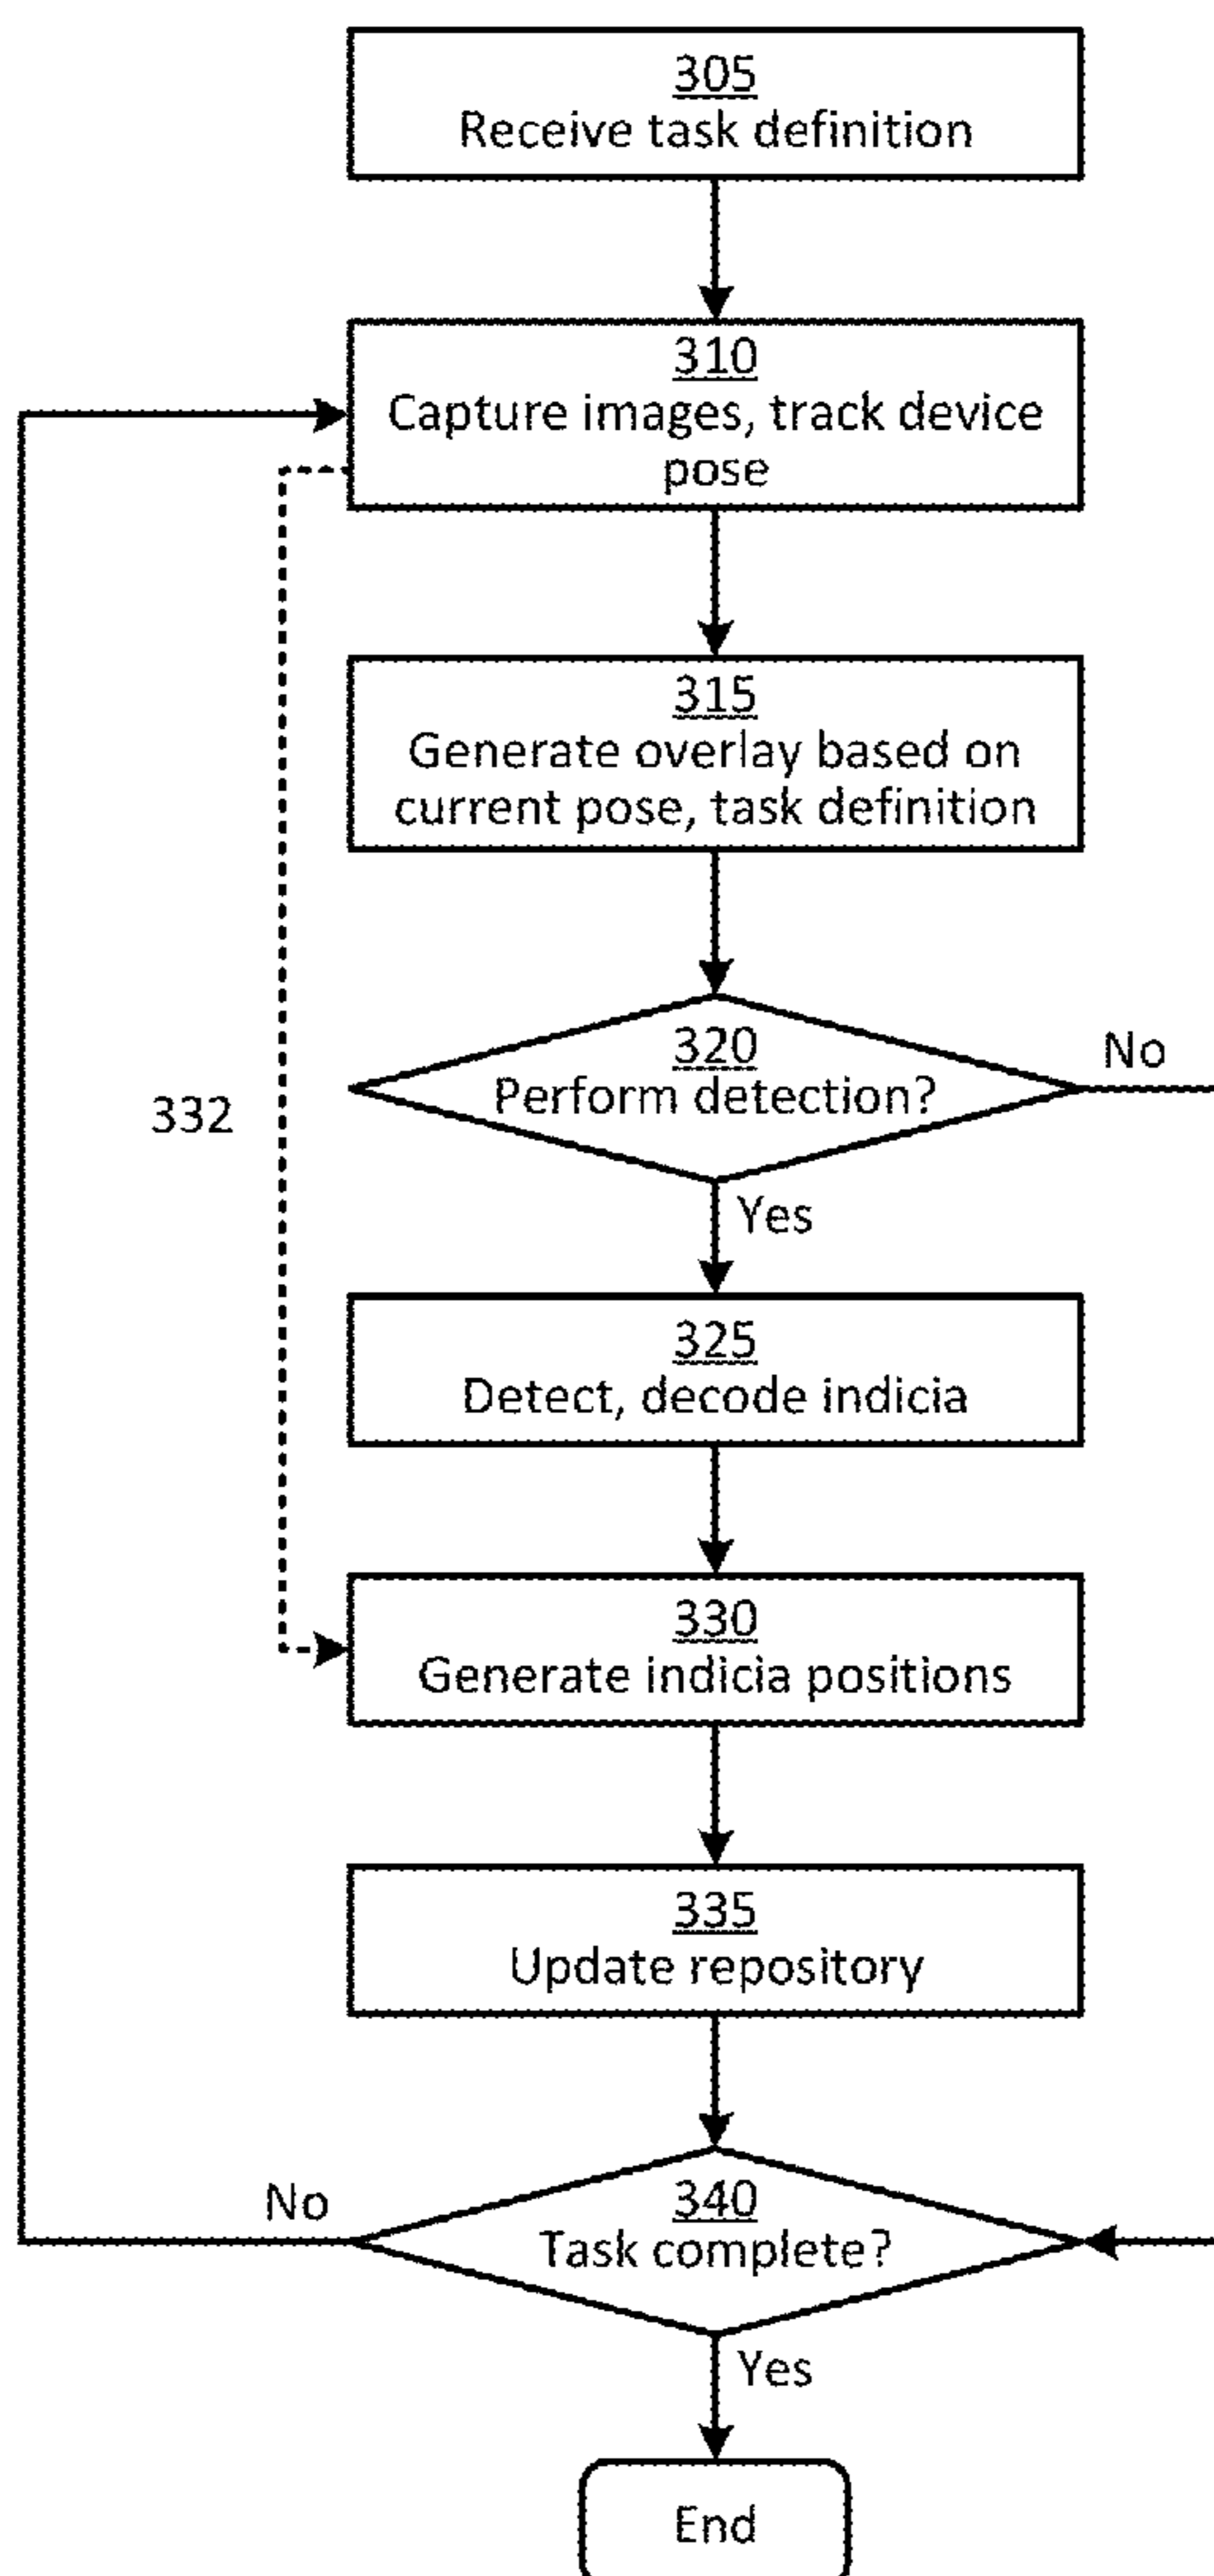 305
Receive task definition
310
Capture images, track device
pose
315
Generate overlay based on
current pose, task definition
320
Perform detection?
No
332
Yes
325
Detect, decode indicia
330
Generate indicia positions
335
Update repository
No
340
Task complete?
Yes
End